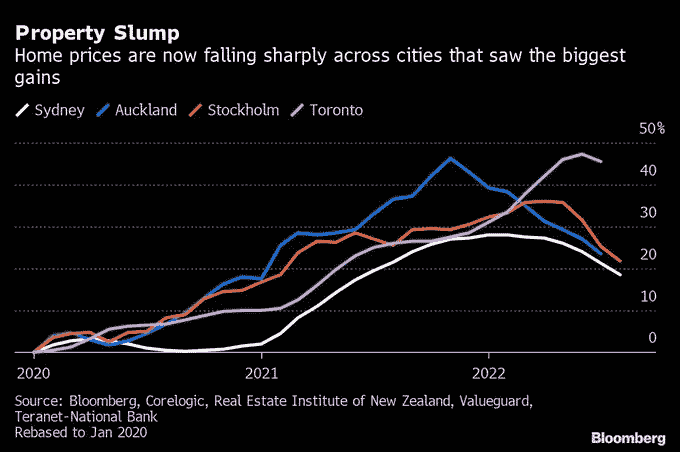 Property Slump
Home prices are now falling sharply across cities that saw the biggest
gains
Sydney Auckland Stockholm Toronto
50%
40
30
20
10
0
2020 2021 2022
Source: Bloomberg, Corelogic, Real Estate Institute of New Zealand, Valueguard,
Teranet-National Bank
Rebased to Jan 2020
Bloomberg